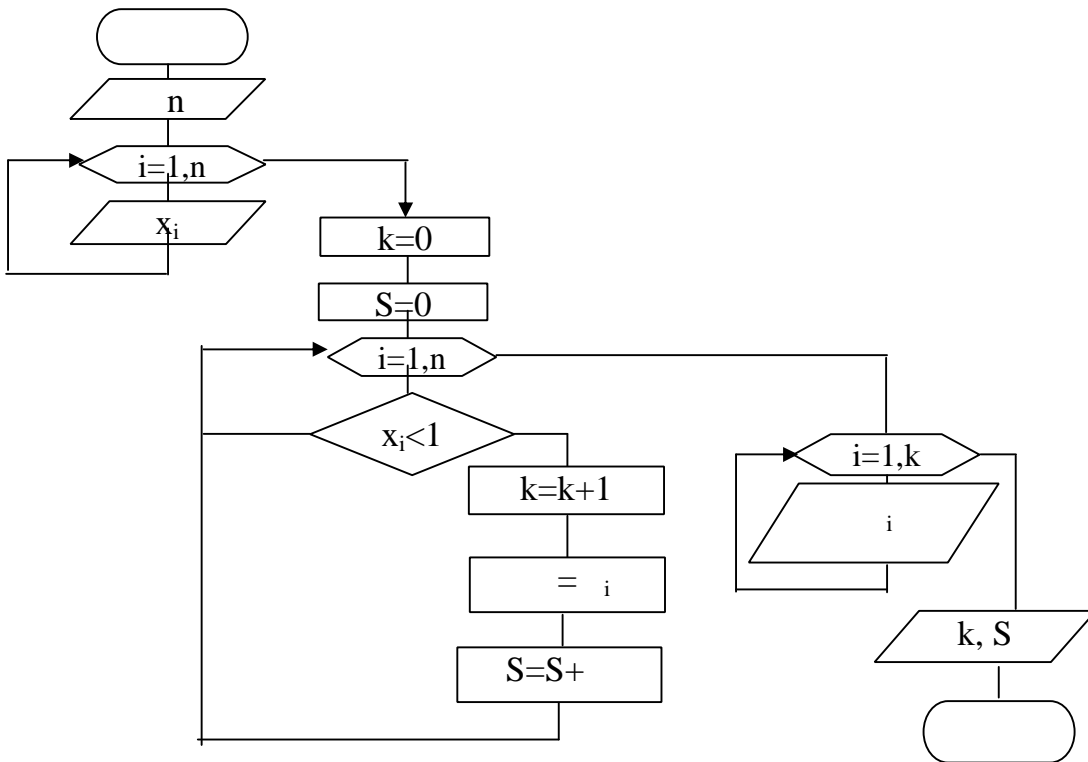 n
i=1,n
xᵢ
k=0
S=0
i=1,n
xᵢ<1
k=k+1
= ᵢ
S=S+
i=1,k
ᵢ
k, S